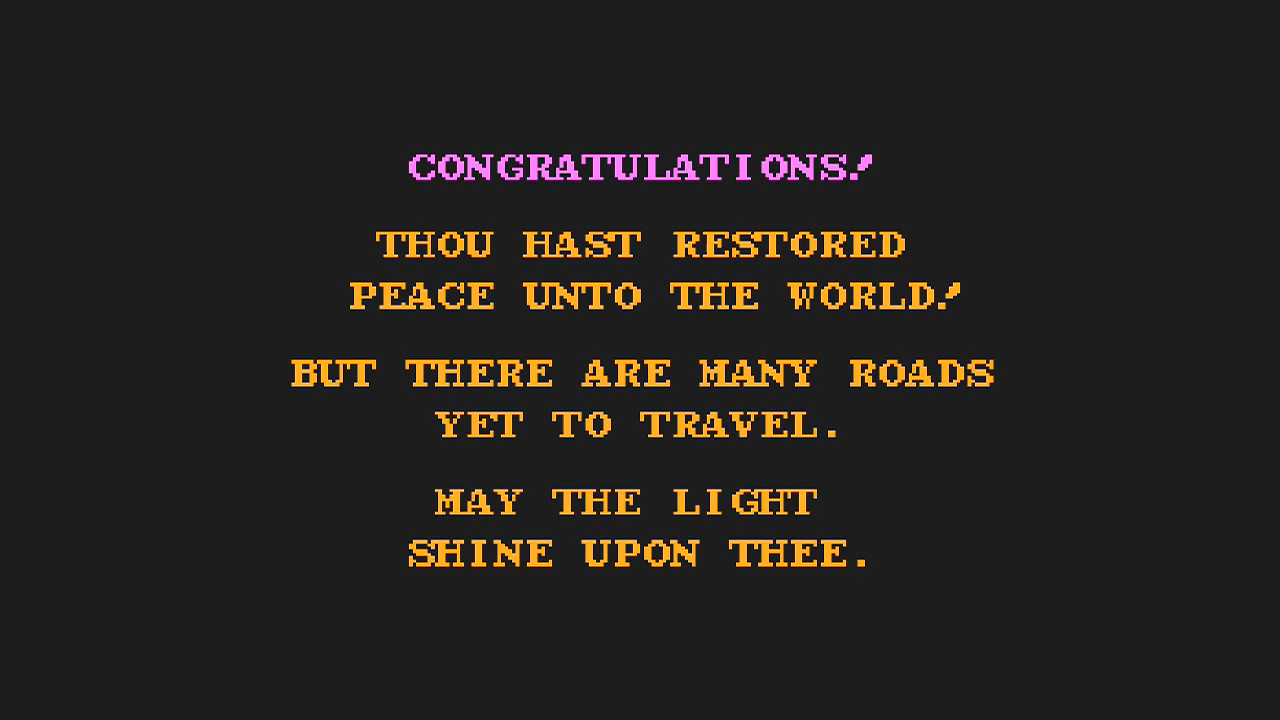 CONGRATULATIONS!
THOU HAST RESTORED
PEACE UNTO THE WORLD!
BUT THERE ARE MANY ROADS
YET TO TRAVEL.
MAY THE LIGHT
SHINE UPON THEE.